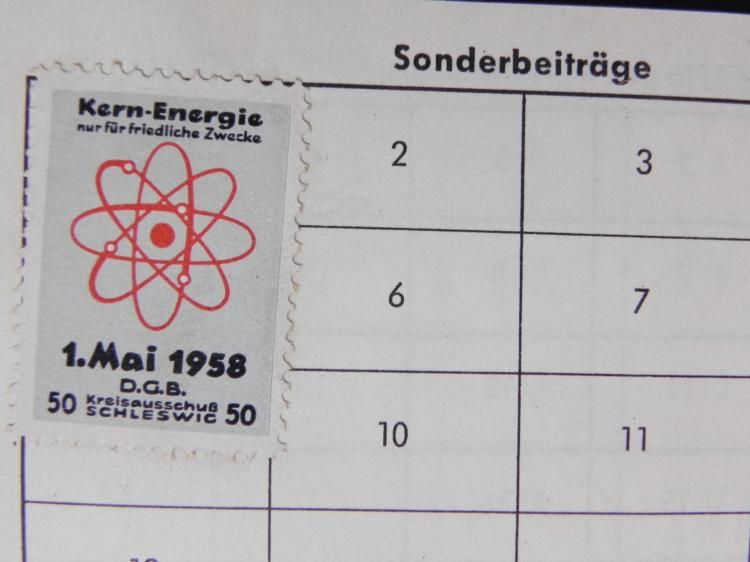 Sonderbeiträge
Kern-Energie
nur für friedliche Zwecke
1. Mai 1958
D.G.B.
50 Kreisausschuß 50
SCHLESWIG
2 3
6 7
10 11